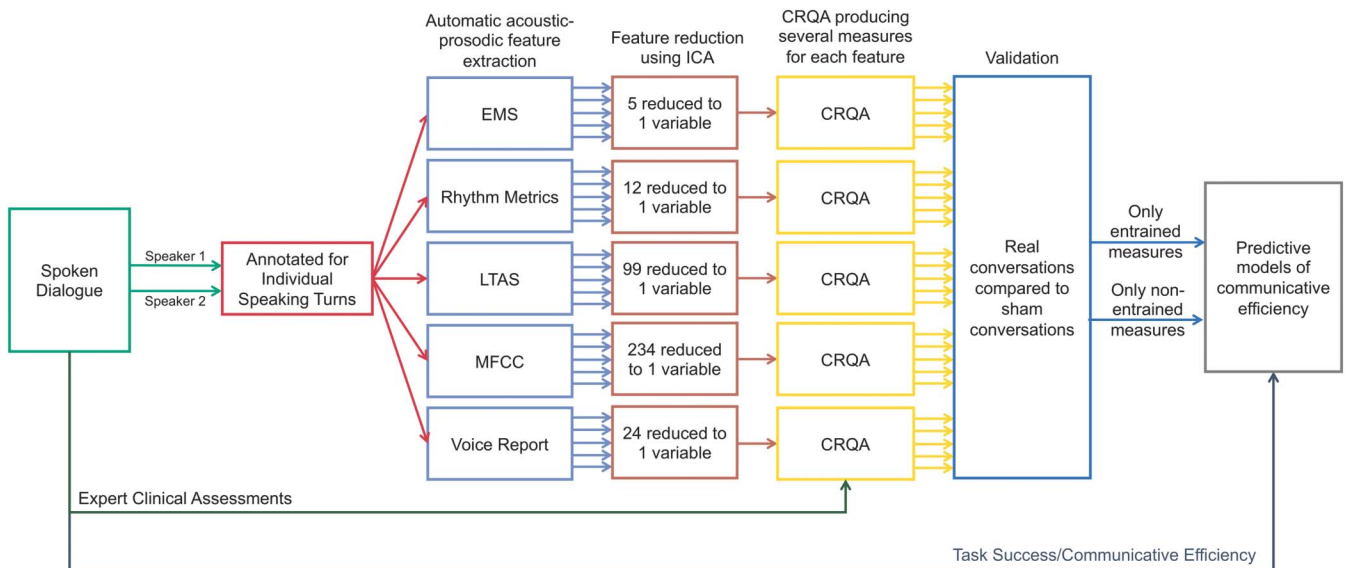 Automatic acoustic-
prosodic feature
extraction
Feature reduction
using ICA
CRQA producing
several measures
for each feature
Validation
Spoken
Dialogue
Speaker 1
Speaker 2
Annotated for
Individual
Speaking Turns
EMS
5 reduced to
1 variable
CRQA
Rhythm Metrics
12 reduced to
1 variable
CRQA
LTAS
99 reduced to
1 variable
CRQA
MFCC
234 reduced
to 1 variable
CRQA
Voice Report
24 reduced to
1 variable
CRQA
Real
conversations
compared to
sham
conversations
Only
entrained
measures
Only non-
entrained
measures
Predictive
models of
communicative
efficiency
Expert Clinical Assessments
Task Success/Communicative Efficiency